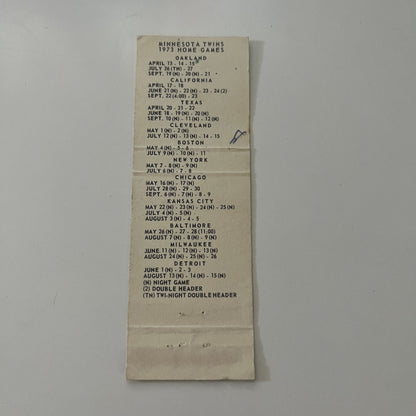 MINNESOTA TWINS
1973 HOME GAMES
OAKLAND
APRIL 13 - 14 - 15
JULY 26 (TN) - 27
SEPT. 19 (N) - 20 (N) - 21
CALIFORNIA
APRIL 17 - 18
JUNE 21 (N) - 22 (N) - 23 - 24 (2)
SEPT. 22 (6:00) - 23
TEXAS
APRIL 20 - 21 - 22
JUNE 18 - 19 (N) - 20 (N)
SEPT. 10 (N) - 11 (N) - 12 (N)
CLEVELAND
MAY 1 (N) - 2 (N)
JULY 12 (N) - 13 (N) - 14 - 15
BOSTON
MAY 4 (N) - 5 - 6
JULY 9 (N) - 10 (N) - 11
NEW YORK
MAY 7 - 8 (N) - 9 (N)
JULY 6 (N) - 7 - 8
CHICAGO
MAY 16 (N) - 17 (N)
JULY 28 (N) - 29 - 30
SEPT. 6 (N) - 7 (N) - 8 - 9
KANSAS CITY
MAY 22 (N) - 23 (N) - 24 (N) - 25 (N)
JULY 4 (N) - 5 (N)
AUGUST 3 (N) - 4 - 5
BALTIMORE
MAY 26 (N) - 27 - 28 (11:00)
AUGUST 7 (N) - 8 (N) - 9 (N)
MILWAUKEE
JUNE 11 (N) - 12 (N) - 13 (N)
AUGUST 24 (N) - 25 (N) - 26
DETROIT
JUNE 1 (N) - 2 - 3
AUGUST 13 (N) - 14 (N) - 15 (N)
(N) NIGHT GAME
(2) DOUBLE HEADER
(TN) TWI-NIGHT DOUBLE HEADER